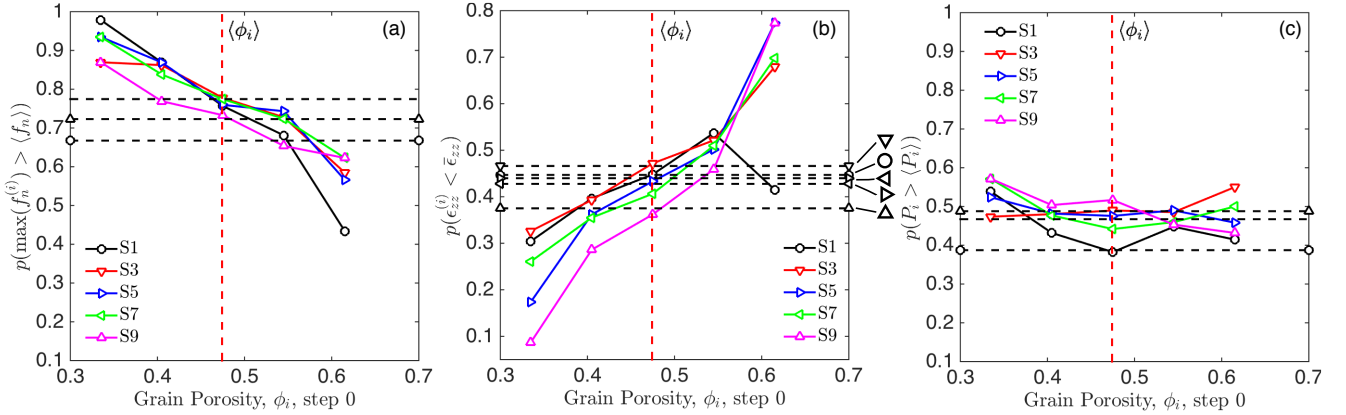 (a)
⟨ϕᵢ⟩
p(max(fₙ⁽ⁱ⁾) > ⟨fₙ⟩)
1
0.9
0.8
0.7
0.6
0.5
0.4
0.3
0.2
0.1
S1
S3
S5
S7
S9
0.3
0.4
0.5
0.6
0.7
Grain Porosity, ϕᵢ, step 0
(b)
⟨ϕᵢ⟩
p(ϵ_zz⁽ⁱ⁾ < ϵ̄_zz)
0.8
0.7
0.6
0.5
0.4
0.3
0.2
0.1
S1
S3
S5
S7
S9
0.3
0.4
0.5
0.6
0.7
Grain Porosity, ϕᵢ, step 0
(c)
⟨ϕᵢ⟩
p(Pᵢ > ⟨Pᵢ⟩)
1
0.9
0.8
0.7
0.6
0.5
0.4
0.3
0.2
0.1
S1
S3
S5
S7
S9
0.3
0.4
0.5
0.6
0.7
Grain Porosity, ϕᵢ, step 0